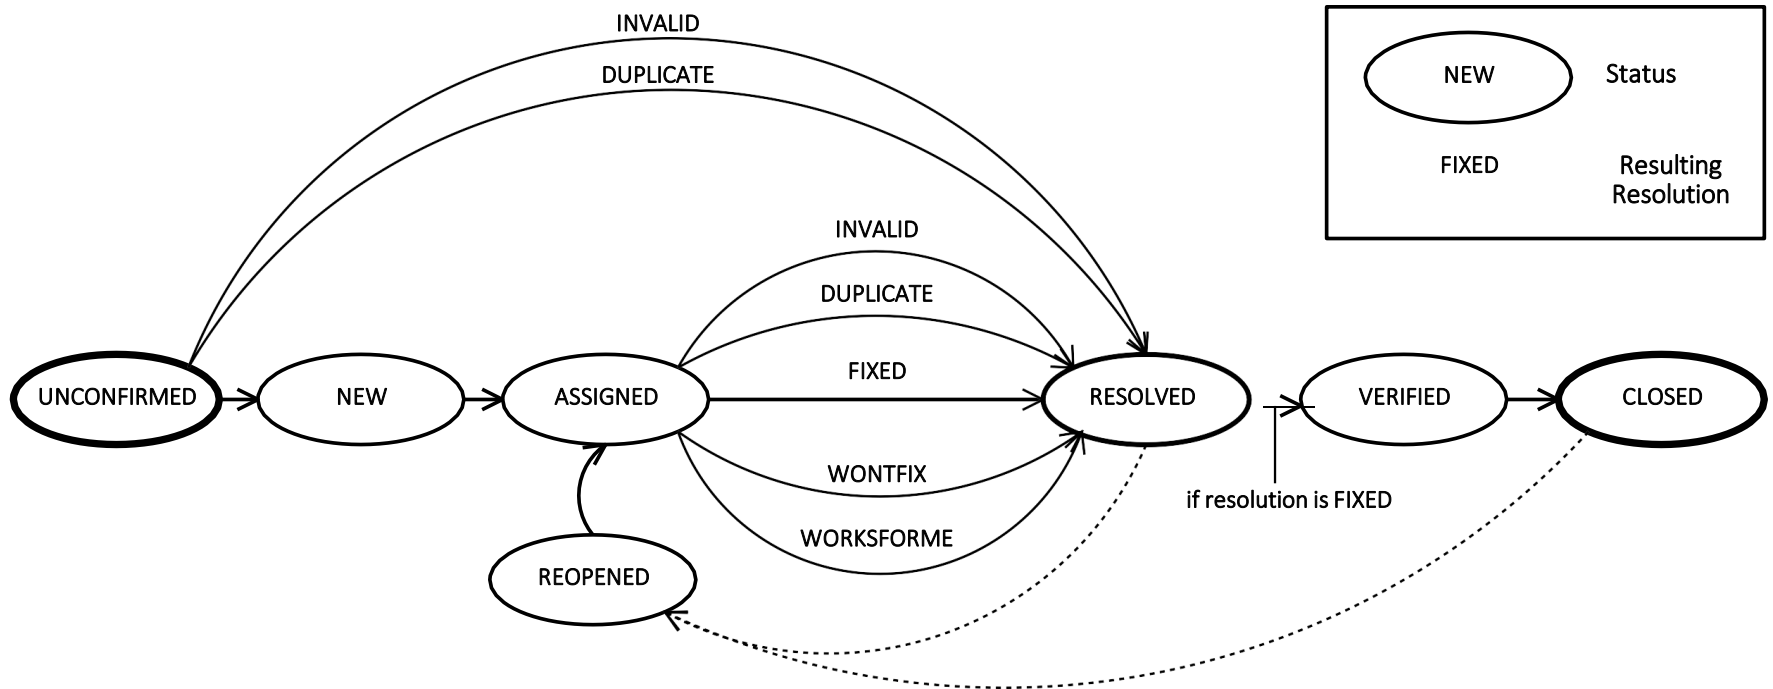 INVALID
DUPLICATE
NEW
Status
FIXED
Resulting
Resolution
INVALID
DUPLICATE
FIXED
UNCONFIRMED
NEW
ASSIGNED
RESOLVED
VERIFIED
CLOSED
WONTFIX
if resolution is FIXED
WORKSFORME
REOPENED